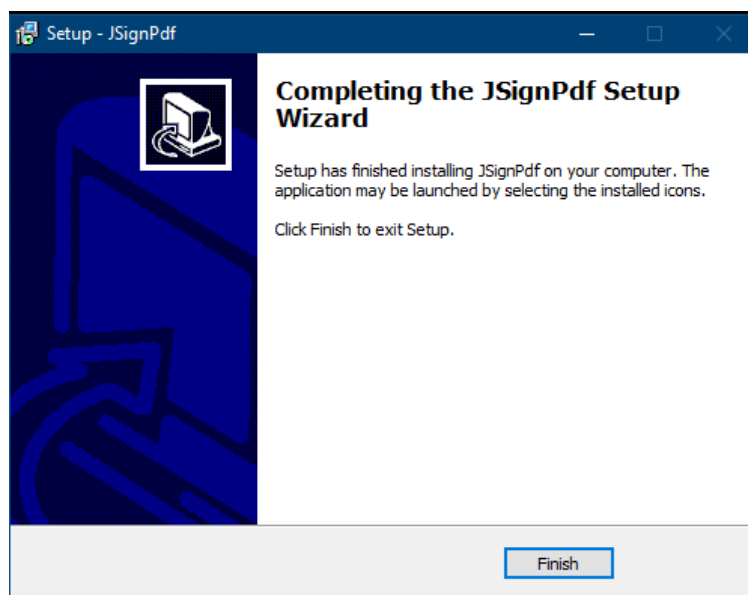 Setup - JSignPdf
Completing the JSignPdf Setup
Wizard
Setup has finished installing JSignPdf on your computer. The
application may be launched by selecting the installed icons.
Click Finish to exit Setup.
Finish